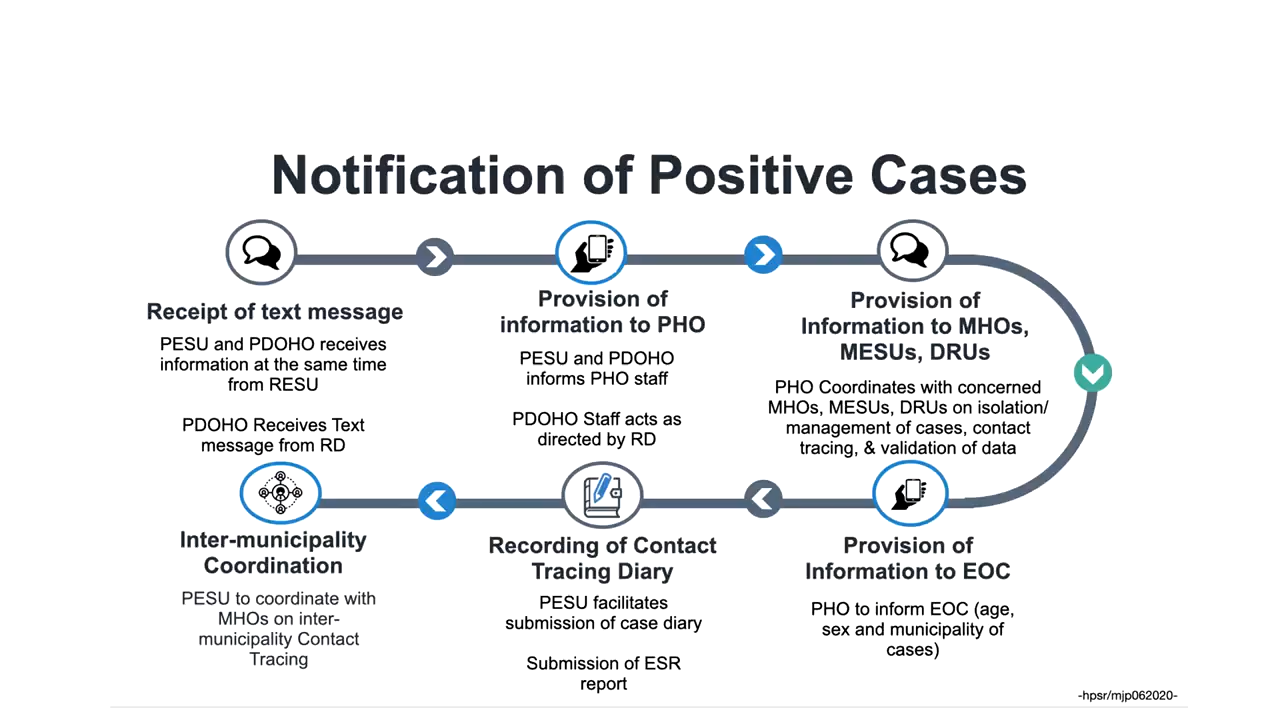 Notification of Positive Cases
Receipt of text message
PESU and PDOHO receives
information at the same time
from RESU
PDOHO Receives Text
message from RD
Provision of
information to PHO
PESU and PDOHO
informs PHO staff
PDOHO Staff acts as
directed by RD
Provision of
Information to MHOs,
MESUs, DRUs
PHO Coordinates with concerned
MHOs, MESUs, DRUs on isolation/
management of cases, contact
tracing, & validation of data
Provision of
Information to EOC
PHO to inform EOC (age,
sex and municipality of
cases)
Recording of Contact
Tracing Diary
PESU facilitates
submission of case diary
Submission of ESR
report
Inter-municipality
Coordination
PESU to coordinate with
MHOs on inter-
municipality Contact
Tracing
-hpsr/mjp062020-